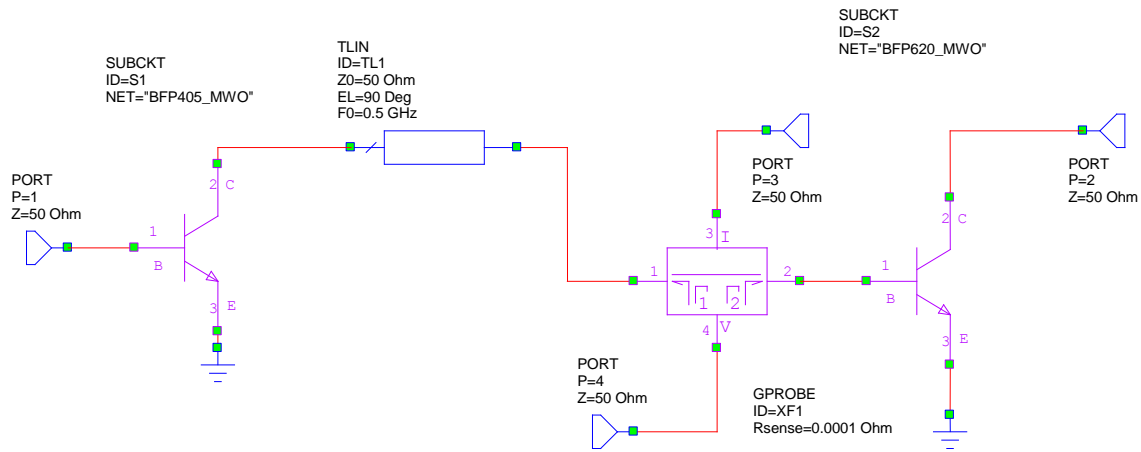 SUBCKT
ID=S2
NET="BFP620_MWO"
TLIN
ID=TL1
Z0=50 Ohm
EL=90 Deg
F0=0.5 GHz
SUBCKT
ID=S1
NET="BFP405_MWO"
PORT
P=1
Z=50 Ohm
1
B
2
C
3
E
PORT
P=3
Z=50 Ohm
PORT
P=2
Z=50 Ohm
3
I
1
2
1
2
4
V
1
B
2
C
3
E
PORT
P=4
Z=50 Ohm
GPROBE
ID=XF1
Rsense=0.0001 Ohm